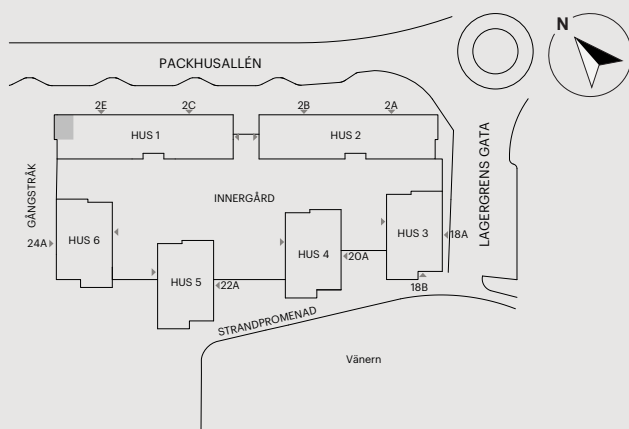 N
PACKHUSALLÉN
2E
2C
2B
2A
HUS 1
HUS 2
LAGERGRENS GATA
GÅNGSTRÅK
INNERGÅRD
24A
HUS 6
HUS 3
18A
HUS 4
20A
HUS 5
22A
18B
STRANDPROMENAD
Vänern